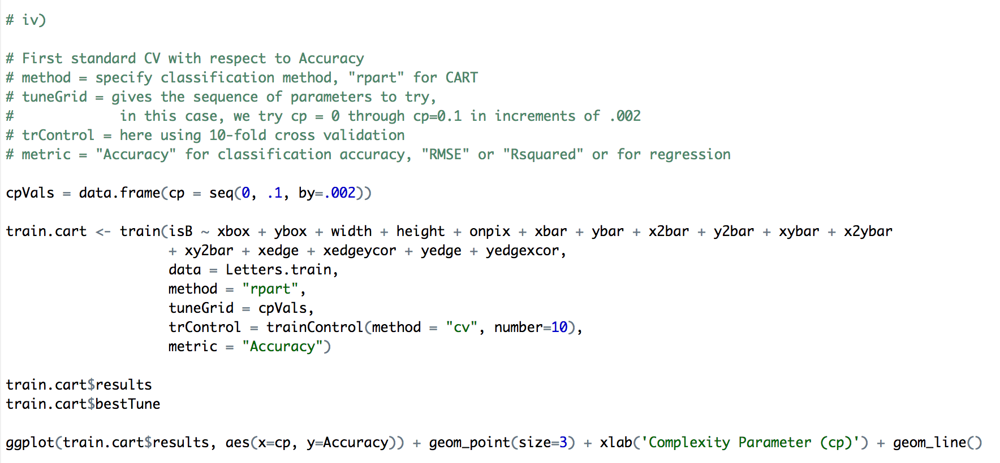 # iv)
# First standard CV with respect to Accuracy
# method = specify classification method, "rpart" for CART
# tuneGrid = gives the sequence of parameters to try,
#             in this case, we try cp = 0 through cp=0.1 in increments of .002
# trControl = here using 10-fold cross validation
# metric = "Accuracy" for classification accuracy, "RMSE" or "Rsquared" or for regression
cpVals = data.frame(cp = seq(0, .1, by=.002))
train.cart <- train(isB ~ xbox + ybox + width + height + onpix + xbar + ybar + x2bar + y2bar + xybar + x2ybar
                    + xy2bar + xedge + xedgeycor + yedge + yedgexcor,
                    data = Letters.train,
                    method = "rpart",
                    tuneGrid = cpVals,
                    trControl = trainControl(method = "cv", number=10),
                    metric = "Accuracy")
train.cart$results
train.cart$bestTune
ggplot(train.cart$results, aes(x=cp, y=Accuracy)) + geom_point(size=3) + xlab('Complexity Parameter (cp)') + geom_line()